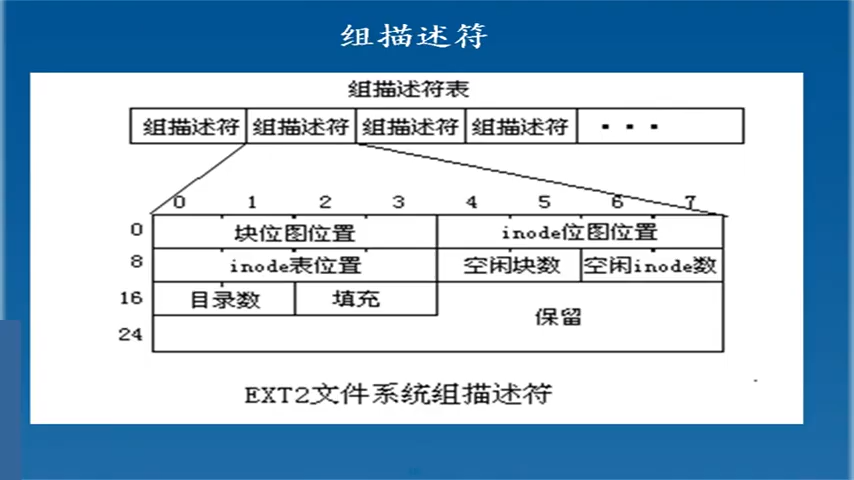 组描述符
组描述符表
组描述符 组描述符 组描述符 组描述符 ···
0 1 2 3 4 5 6 7
0 块位图位置 inode位图位置
8 inode表位置 空闲块数 空闲inode数
16 目录数 填充
保留
24
EXT2文件系统组描述符